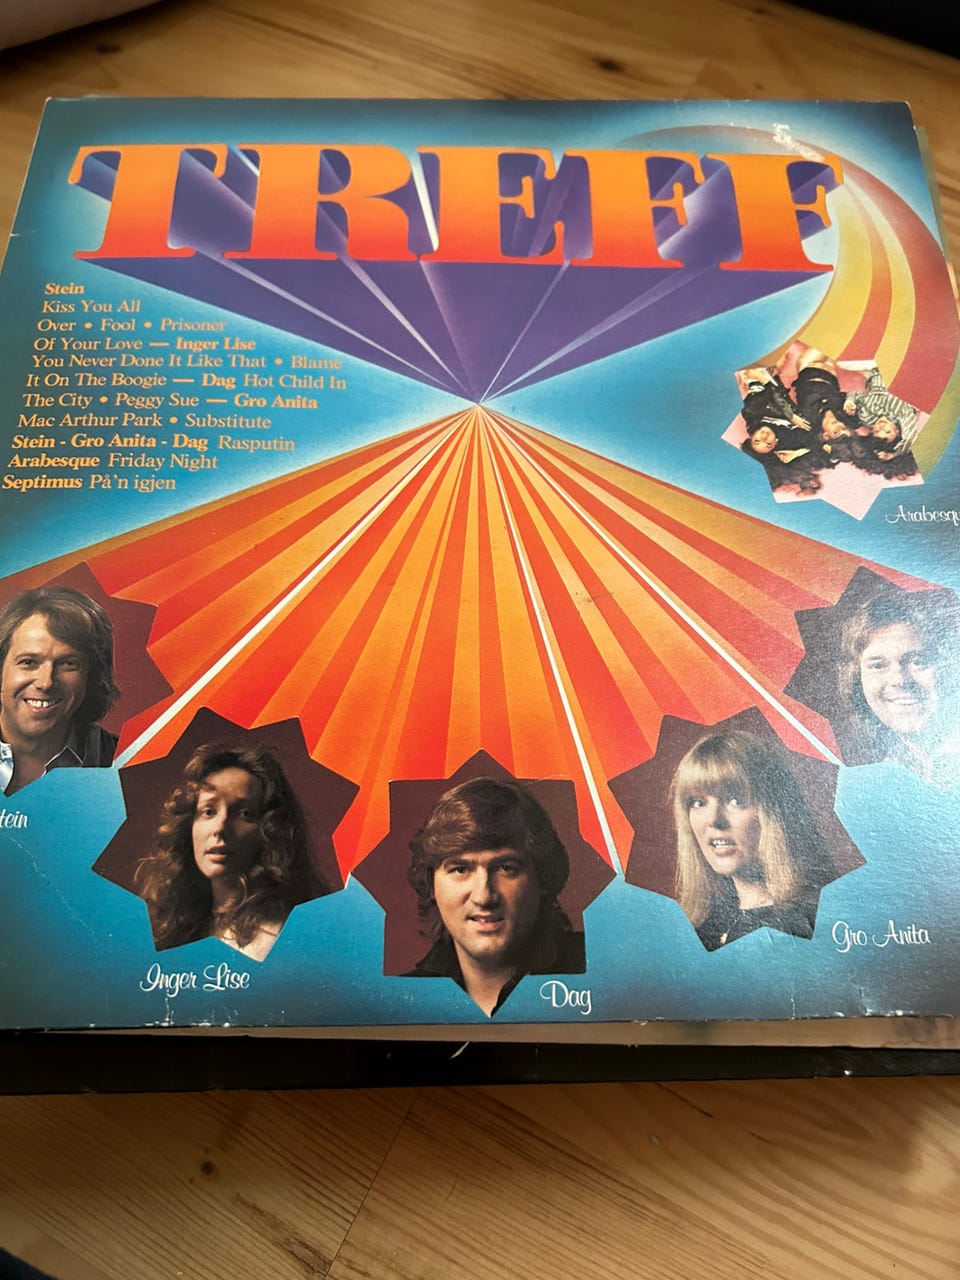 TREFF
Stein
Kiss You All
Over • Fool • Prisoner
Of Your Love — Inger Lise
You Never Done It Like That • Blame
It On The Boogie — Dag Hot Child In
The City • Peggy Sue — Gro Anita
Mac Arthur Park • Substitute
Stein - Gro Anita - Dag Rasputin
Arabesque Friday Night
Septimus På'n igjen
Arabesqu
tein
Inger Lise
Dag
Gro Anita